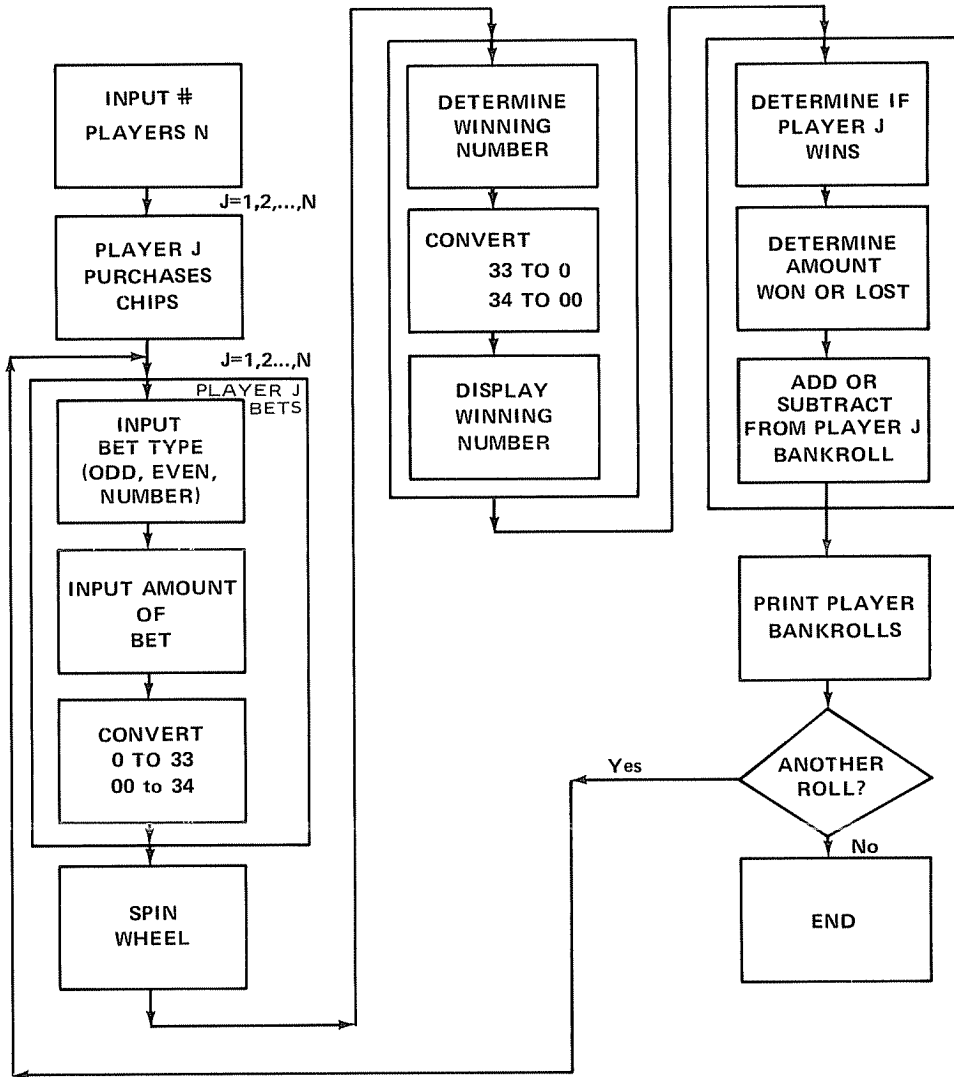 INPUT #
PLAYERS N
J=1,2,...,N
PLAYER J
PURCHASES
CHIPS
J=1,2...,N
PLAYER J
BETS
INPUT
BET TYPE
(ODD, EVEN,
NUMBER)
INPUT AMOUNT
OF
BET
CONVERT
0 TO 33
00 to 34
SPIN
WHEEL
DETERMINE
WINNING
NUMBER
CONVERT
33 TO 0
34 TO 00
DISPLAY
WINNING
NUMBER
DETERMINE IF
PLAYER J
WINS
DETERMINE
AMOUNT
WON OR LOST
ADD OR
SUBTRACT
FROM PLAYER J
BANKROLL
PRINT PLAYER
BANKROLLS
ANOTHER
ROLL?
Yes
No
END